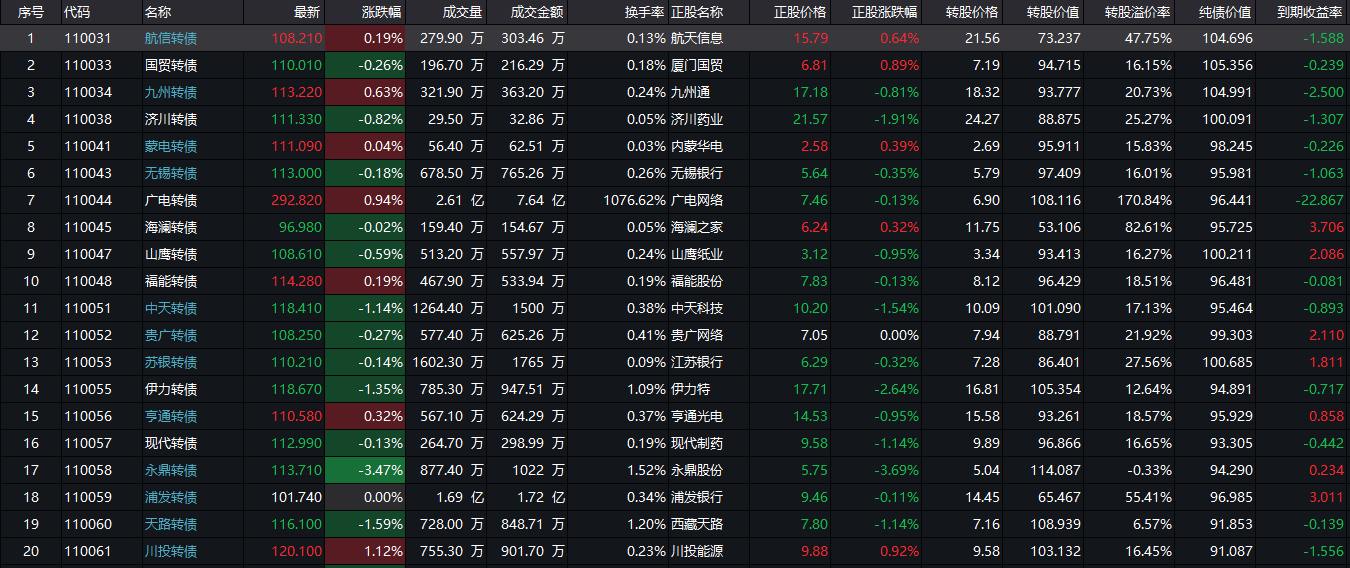 序号 代码 名称 最新 涨跌幅 成交量 成交金额 换手率 正股名称 正股价格 正股涨跌幅 转股价格 转股价值 转股溢价率 纯债价值 到期收益率
1 110031 航信转债 108.210 0.19% 279.90 万 303.46 万 0.13% 航天信息 15.79 0.64% 21.56 73.237 47.75% 104.696 -1.588
2 110033 国贸转债 110.010 -0.26% 196.70 万 216.29 万 0.18% 厦门国贸 6.81 0.89% 7.19 94.715 16.15% 105.356 -0.239
3 110034 九州转债 113.220 0.63% 321.90 万 363.20 万 0.24% 九州通 17.18 -0.81% 18.32 93.777 20.73% 104.991 -2.500
4 110038 济川转债 111.330 -0.82% 29.50 万 32.86 万 0.05% 济川药业 21.57 -1.91% 24.27 88.875 25.27% 100.091 -1.307
5 110041 蒙电转债 111.090 0.04% 56.40 万 62.51 万 0.03% 内蒙华电 2.58 0.39% 2.69 95.911 15.83% 98.245 -0.226
6 110043 无锡转债 113.000 -0.18% 678.50 万 765.26 万 0.26% 无锡银行 5.64 -0.35% 5.79 97.409 16.01% 95.981 -1.063
7 110044 广电转债 292.820 0.94% 2.61 亿 7.64 亿 1076.62% 广电网络 7.46 -0.13% 6.90 108.116 170.84% 96.441 -22.867
8 110045 海澜转债 96.980 -0.02% 159.40 万 154.67 万 0.05% 海澜之家 6.24 0.32% 11.75 53.106 82.61% 95.725 3.706
9 110047 山鹰转债 108.610 -0.59% 513.20 万 557.97 万 0.24% 山鹰纸业 3.12 -0.95% 3.34 93.413 16.27% 100.211 2.086
10 110048 福能转债 114.280 0.19% 467.90 万 533.94 万 0.19% 福能股份 7.83 -0.13% 8.12 96.429 18.51% 96.481 -0.081
11 110051 中天转债 118.410 -1.14% 1264.40 万 1500 万 0.38% 中天科技 10.20 -1.54% 10.09 101.090 17.13% 95.464 -0.893
12 110052 贵广转债 108.250 -0.27% 577.40 万 625.26 万 0.41% 贵广网络 7.05 0.00% 7.94 88.791 21.92% 99.303 2.110
13 110053 苏银转债 110.210 -0.14% 1602.30 万 1765 万 0.09% 江苏银行 6.29 -0.32% 7.28 86.401 27.56% 100.685 1.811
14 110055 伊力转债 118.670 -1.35% 785.30 万 947.51 万 1.09% 伊力特 17.71 -2.64% 16.81 105.354 12.64% 94.891 -0.717
15 110056 亨通转债 110.580 0.32% 567.10 万 624.29 万 0.37% 亨通光电 14.53 -0.95% 15.58 93.261 18.57% 95.929 0.858
16 110057 现代转债 112.990 -0.13% 264.70 万 298.99 万 0.19% 现代制药 9.58 -1.14% 9.89 96.866 16.65% 93.305 -0.442
17 110058 永鼎转债 113.710 -3.47% 877.40 万 1022 万 1.52% 永鼎股份 5.75 -3.69% 5.04 114.087 -0.33% 94.290 0.234
18 110059 浦发转债 101.740 0.00% 1.69 亿 1.72 亿 0.34% 浦发银行 9.46 -0.11% 14.45 65.467 55.41% 96.985 3.011
19 110060 天路转债 116.100 -1.59% 728.00 万 848.71 万 1.20% 西藏天路 7.80 -1.14% 7.16 108.939 6.57% 91.853 -0.139
20 110061 川投转债 120.100 1.12% 755.30 万 901.70 万 0.23% 川投能源 9.88 0.92% 9.58 103.132 16.45% 91.087 -1.556